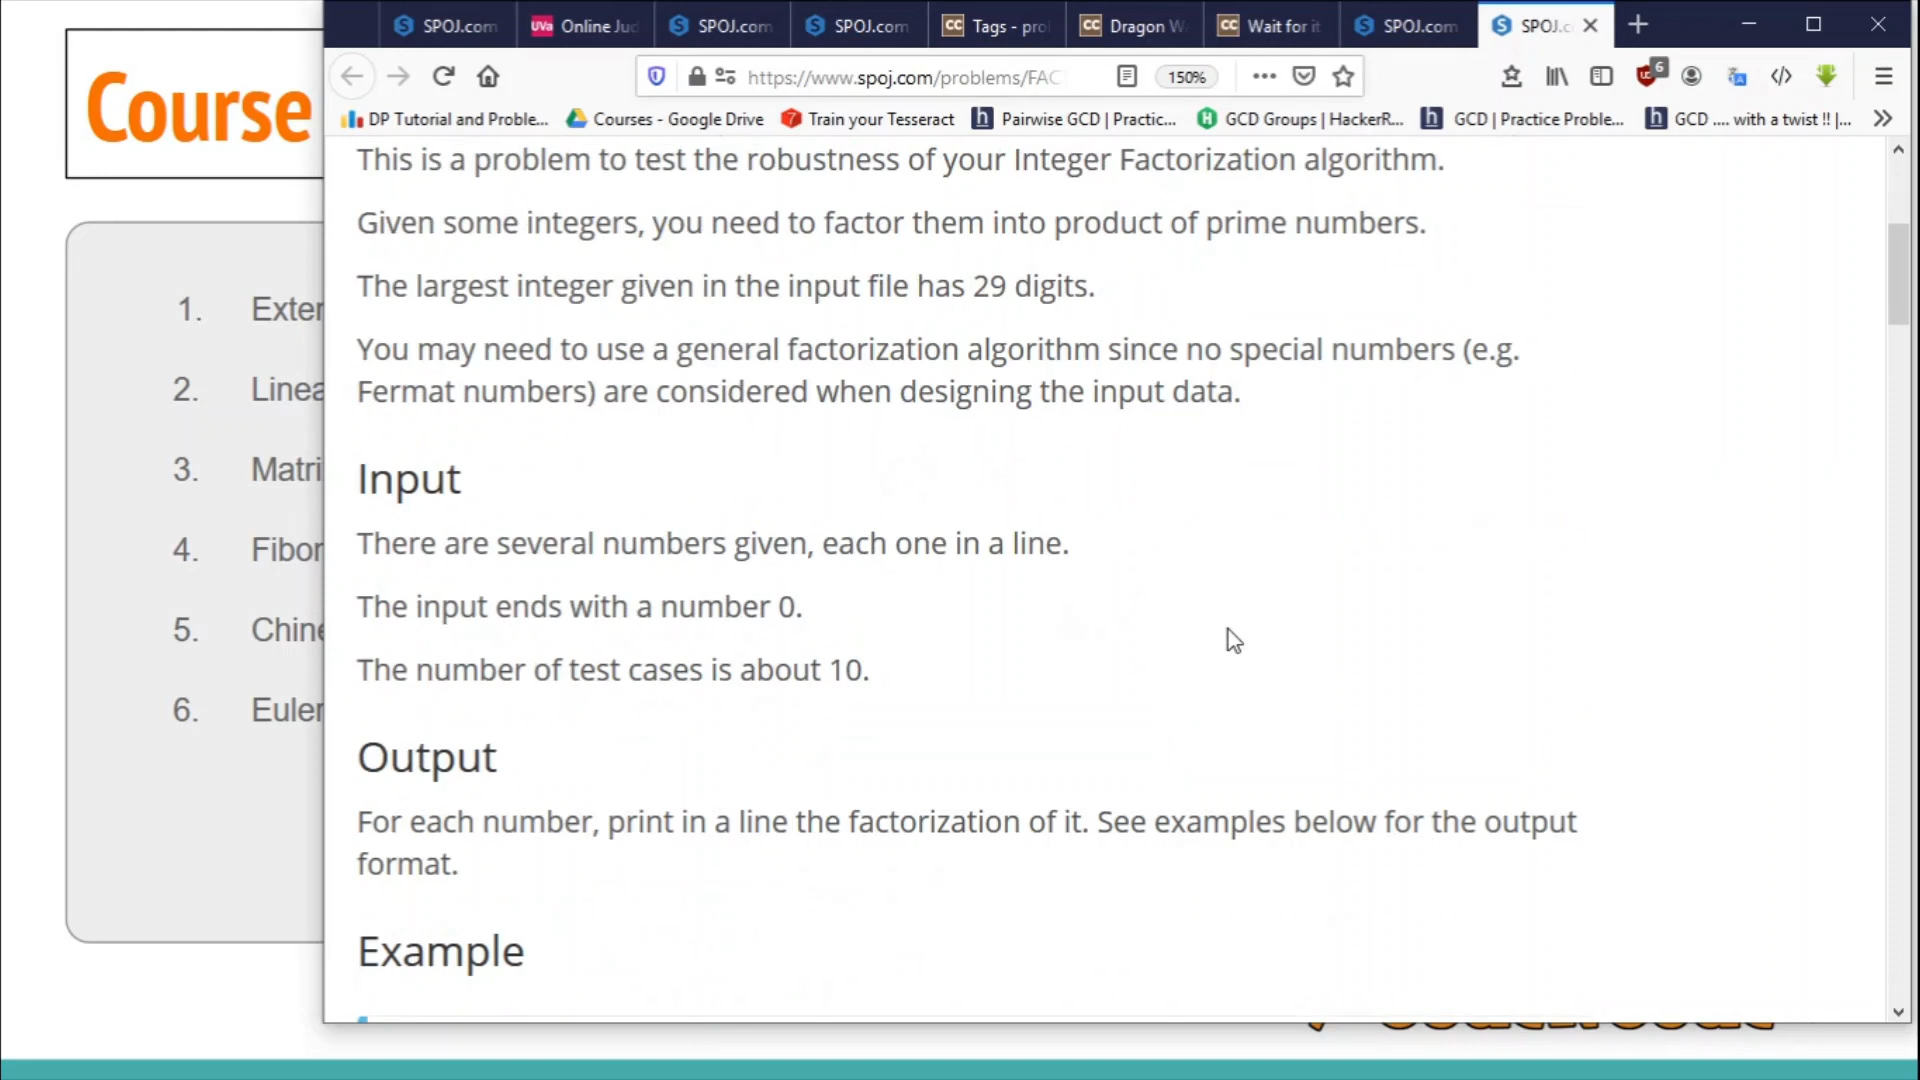 SPOJ.com
UVa Online Jud
SPOJ.com
SPOJ.com
CC Tags - pro
CC Dragon W
CC Wait for it
SPOJ.com
SPOJ.c
https://www.spoj.com/problems/FAC
150%
6
DP Tutorial and Proble...
Courses - Google Drive
Train your Tesseract
Pairwise GCD | Practic...
GCD Groups | HackerR...
GCD | Practice Proble...
GCD .... with a twist !! |...
Course
1. Exter
2. Linea
3. Matri
4. Fibor
5. Chine
6. Euler
This is a problem to test the robustness of your Integer Factorization algorithm.
Given some integers, you need to factor them into product of prime numbers.
The largest integer given in the input file has 29 digits.
You may need to use a general factorization algorithm since no special numbers (e.g.
Fermat numbers) are considered when designing the input data.
Input
There are several numbers given, each one in a line.
The input ends with a number 0.
The number of test cases is about 10.
Output
For each number, print in a line the factorization of it. See examples below for the output
format.
Example